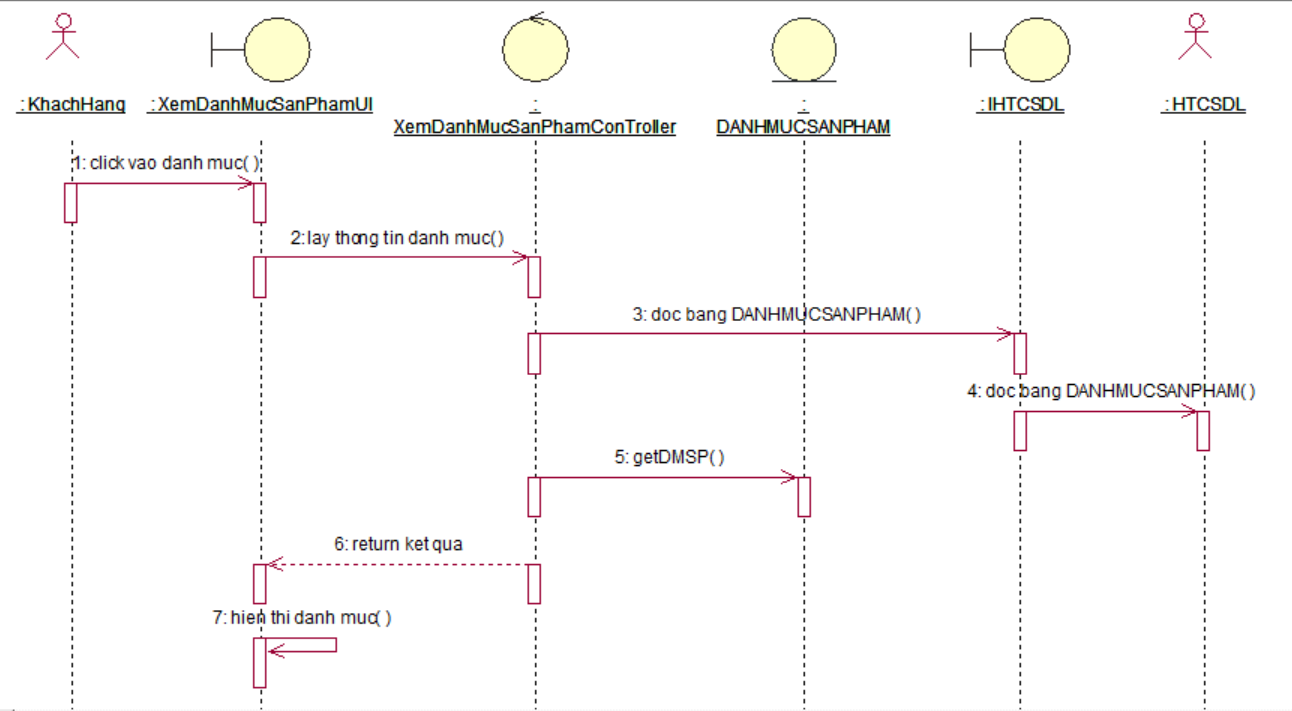 : KhachHang
: XemDanhMucSanPhamUI
:
XemDanhMucSanPhamConTroller
:
DANHMUCSANPHAM
: IHTCSDL
: HTCSDL
1: click vao danh muc( )
2: lay thong tin danh muc( )
3: doc bang DANHMUCSANPHAM( )
4: doc bang DANHMUCSANPHAM( )
5: getDMSP( )
6: return ket qua
7: hien thi danh muc( )